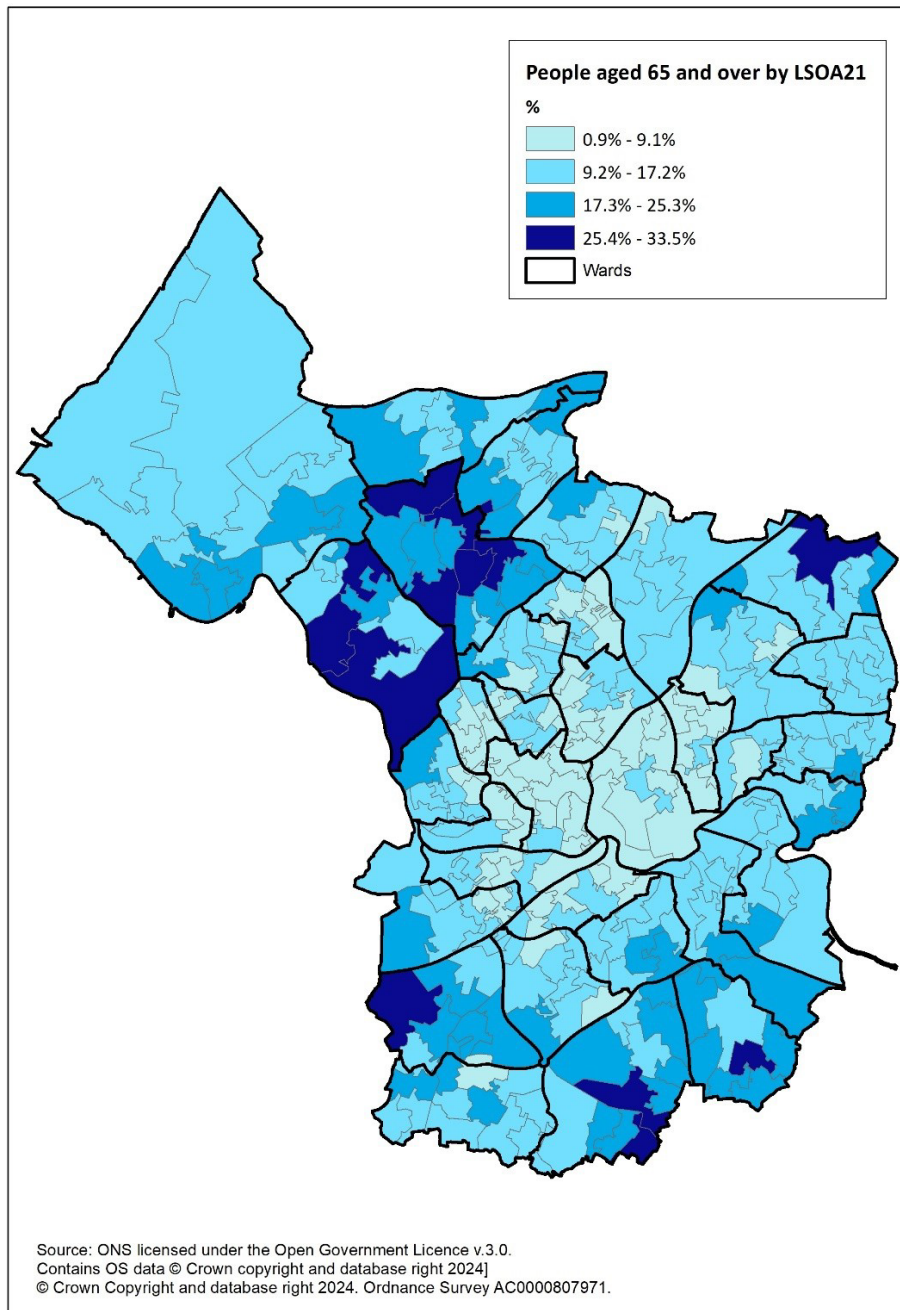 People aged 65 and over by LSOA21
%
0.9% - 9.1%
9.2% - 17.2%
17.3% - 25.3%
25.4% - 33.5%
Wards
Source: ONS licensed under the Open Government Licence v.3.0.
Contains OS data © Crown copyright and database right 2024]
© Crown Copyright and database right 2024. Ordnance Survey AC0000807971.